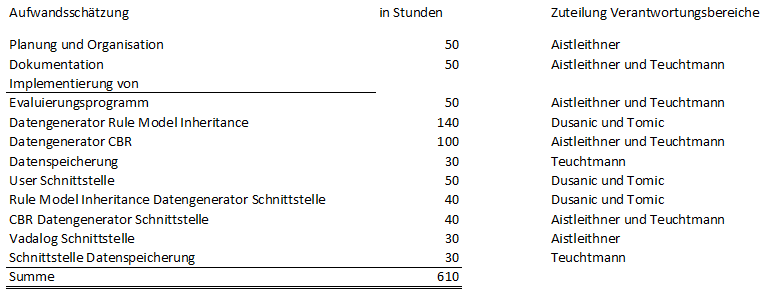 Aufwandsschätzung in Stunden Zuteilung Verantwortungsbereiche
Planung und Organisation 50 Aistleithner
Dokumentation 50 Aistleithner und Teuchtmann
Implementierung von
Evaluierungsprogramm 50 Aistleithner und Teuchtmann
Datengenerator Rule Model Inheritance 140 Dusanic und Tomic
Datengenerator CBR 100 Aistleithner und Teuchtmann
Datenspeicherung 30 Teuchtmann
User Schnittstelle 50 Dusanic und Tomic
Rule Model Inheritance Datengenerator Schnittstelle 40 Dusanic und Tomic
CBR Datengenerator Schnittstelle 40 Aistleithner und Teuchtmann
Vadalog Schnittstelle 30 Aistleithner
Schnittstelle Datenspeicherung 30 Teuchtmann
Summe 610